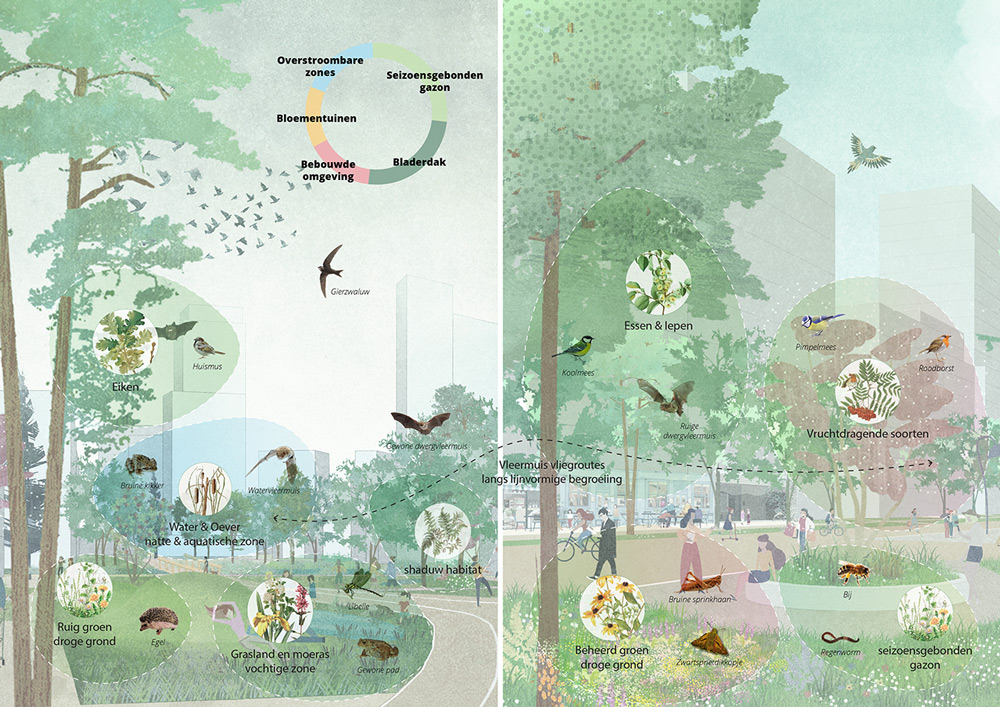 Overstroombare
zones
Seizoensgebonden
gazon
Bloementuinen
Bebouwde
omgeving
Bladerdak
Gierzwaluw
Huismus
Eiken
Gewone dwergvleermuis
Bruine kikker
Watervleermuis
Water & Oever
natte & aquatische zone
shaduw habitat
Ruig groen
droge grond
Egel
Libelle
Grasland en moeras
vochtige zone
Gewone pad
Essen & Iepen
Koolmees
Pimpelmees
Roodborst
Ruige
dwergvleermuis
Vruchtdragende soorten
Vleermuis vliegroutes
langs lijnvormige begroeiing
Bruine sprinkhaan
Bij
Beheerd groen
droge grond
Zwartsprietdikkopje
Regenworm
seizoensgebonden
gazon